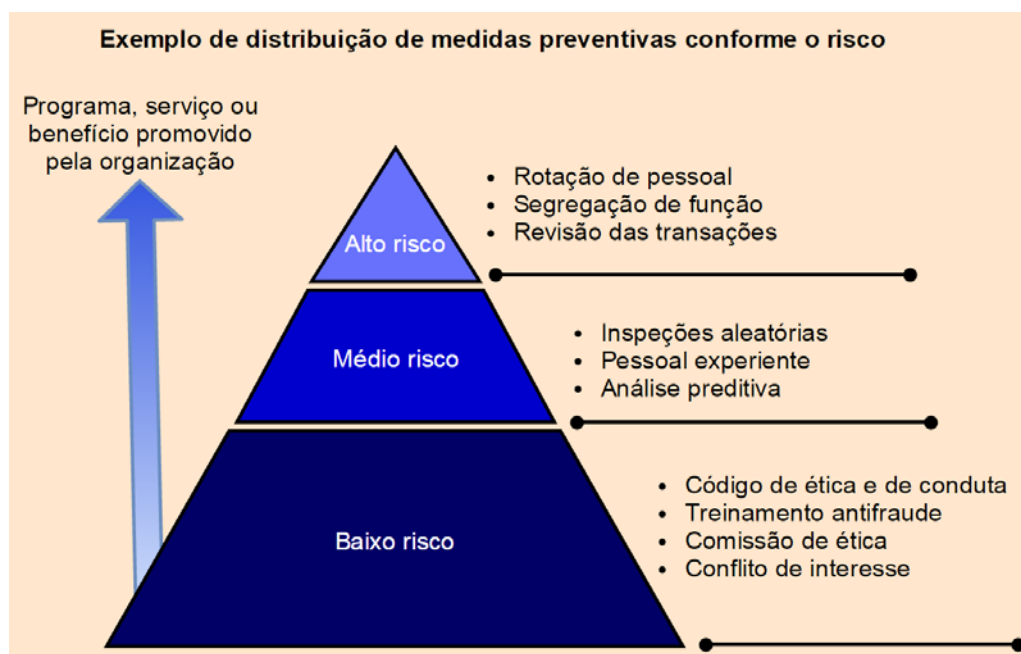 Exemplo de distribuição de medidas preventivas conforme o risco
Programa, serviço ou
benefício promovido
pela organização
Alto risco
• Rotação de pessoal
• Segregação de função
• Revisão das transações
Médio risco
• Inspeções aleatórias
• Pessoal experiente
• Análise preditiva
Baixo risco
• Código de ética e de conduta
• Treinamento antifraude
• Comissão de ética
• Conflito de interesse